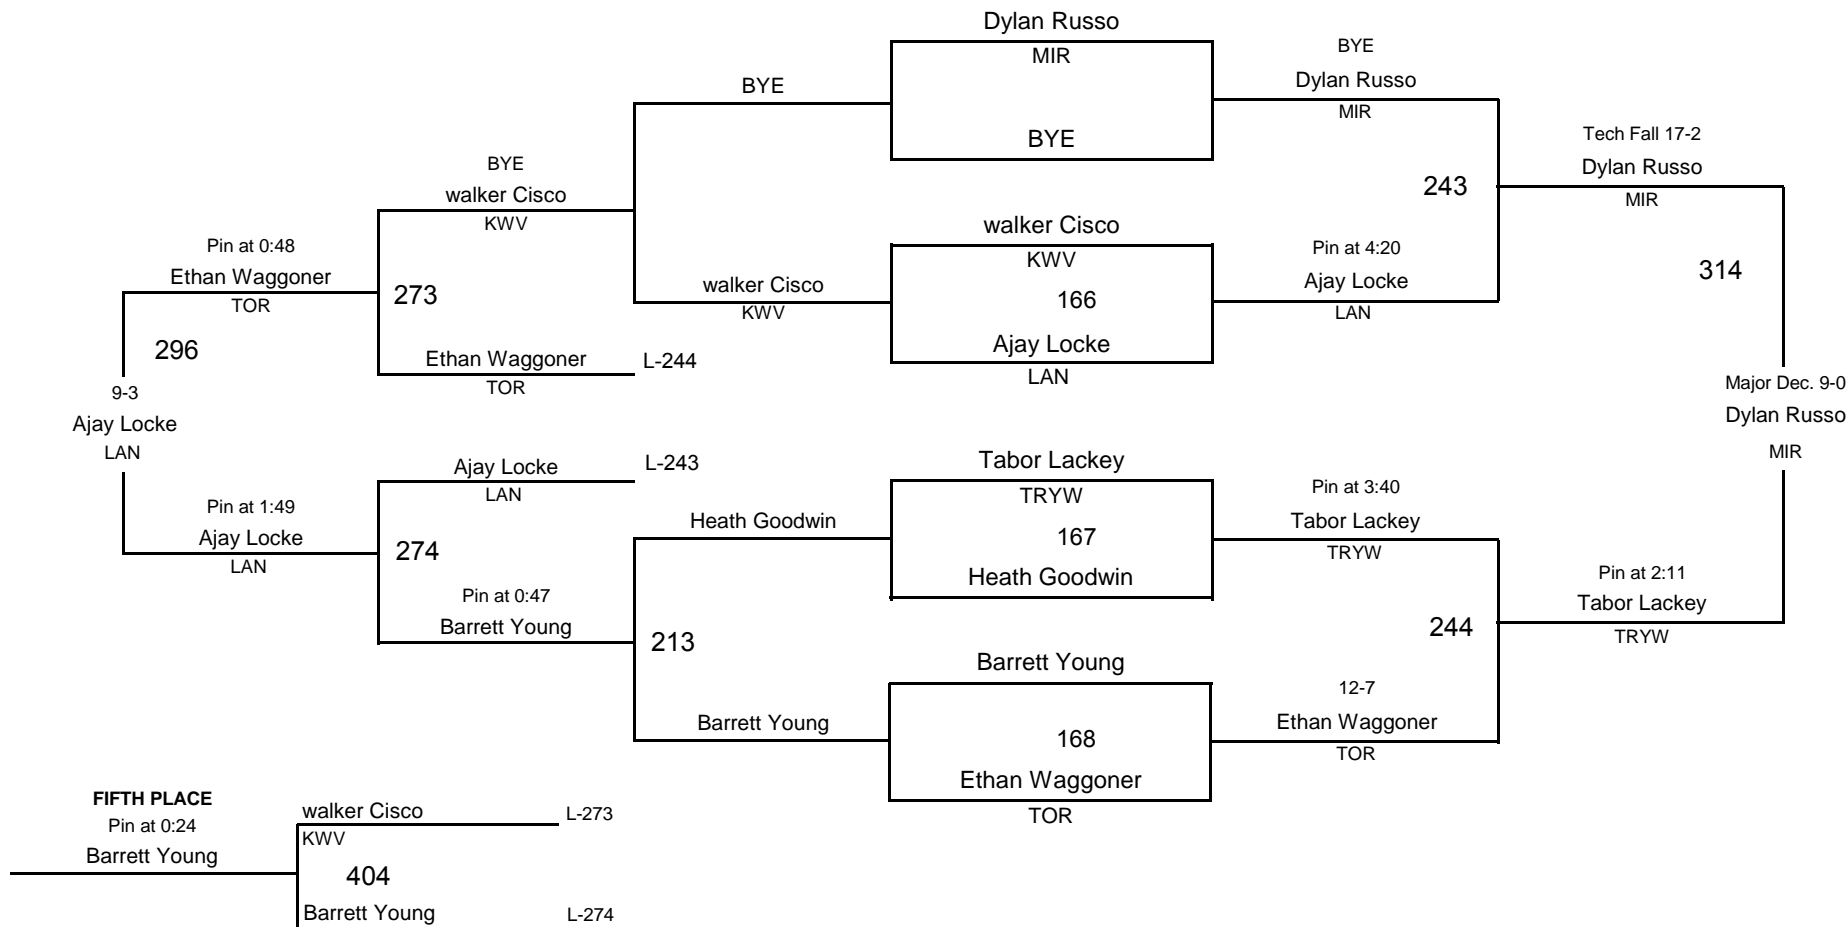 Dylan Russo
MIR
BYE
BYE
Dylan Russo
MIR
BYE
Tech Fall 17-2
Dylan Russo
MIR
BYE
walker Cisco
KWV
243
walker Cisco
KWV
Pin at 0:48
Ethan Waggoner
TOR
273
walker Cisco
KWV
166
Ajay Locke
LAN
Pin at 4:20
Ajay Locke
LAN
314
296
Ethan Waggoner
TOR
L-244
9-3
Ajay Locke
LAN
Major Dec. 9-0
Dylan Russo
MIR
Ajay Locke
LAN
L-243
Tabor Lackey
TRYW
167
Heath Goodwin
Pin at 3:40
Tabor Lackey
TRYW
Pin at 1:49
Ajay Locke
LAN
274
Heath Goodwin
Pin at 0:47
Barrett Young
213
Pin at 2:11
Tabor Lackey
TRYW
244
Barrett Young
168
Ethan Waggoner
TOR
12-7
Ethan Waggoner
TOR
Barrett Young
FIFTH PLACE
Pin at 0:24
Barrett Young
walker Cisco
L-273
KWV
404
Barrett Young
L-274